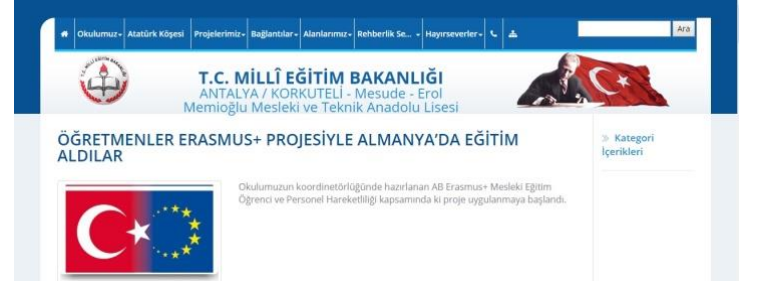 Okulumuz Atatürk Köşesi Projelerimiz Bağlantılar Alanlarımız Rehberlik Se... Hayırseverler Ara
T.C. MİLLÎ EĞİTİM BAKANLIĞI
ANTALYA / KORKUTELİ - Mesude - Erol
Memioğlu Mesleki ve Teknik Anadolu Lisesi
ÖĞRETMENLER ERASMUS+ PROJESİYLE ALMANYA'DA EĞİTİM
ALDILAR
» Kategori
İçerikleri
Okulumuzun koordinetörlüğünde hazırlanan AB Erasmus+ Mesleki Eğitim
Öğrenci ve Personel Hareketliliği kapsamında ki proje uygulanmaya başlandı.